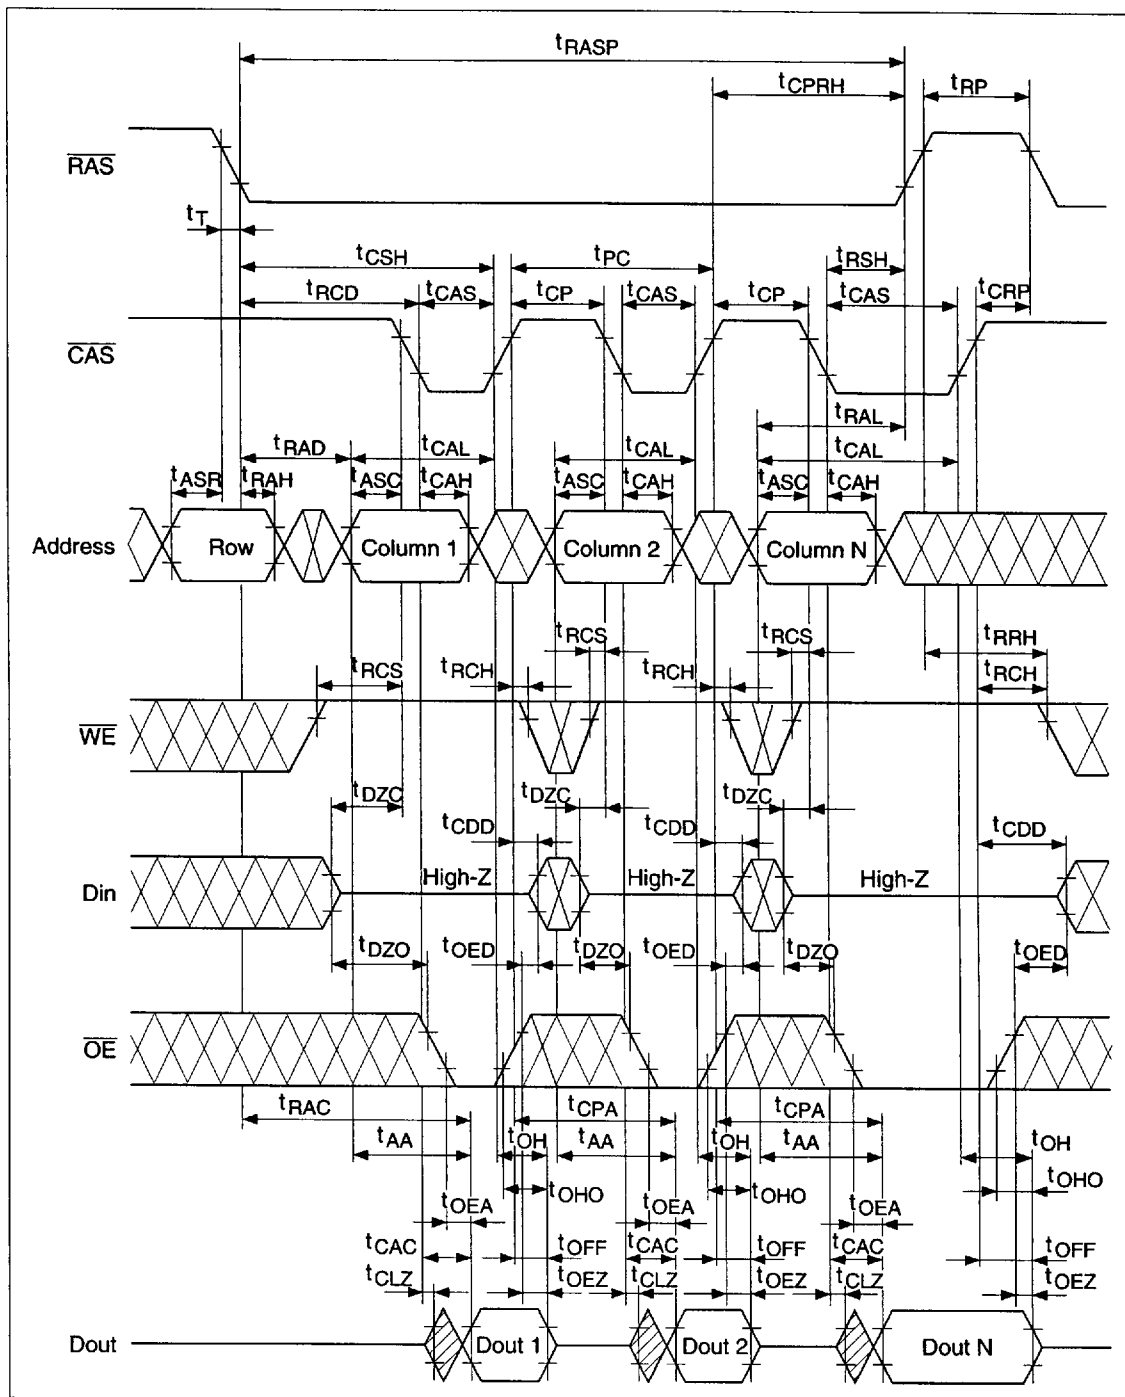 tRASP
tCPRH
tRP
RAS
tT
tCSH
tPC
tRSH
tRCD
tCAS
tCP
tCAS
tCP
tCAS
tCRP
CAS
tRAL
tRAD
tCAL
tCAL
tCAL
tASR
tRAH
tASC
tCAH
tASC
tCAH
tASC
tCAH
Address
Row
Column 1
Column 2
Column N
tRCS
tRCS
tRRH
tRCS
tRCH
tRCH
tRCH
WE
tDZC
tDZC
tDZC
tCDD
tCDD
tCDD
Din
High-Z
High-Z
High-Z
tDZO
tOED
tDZO
tOED
tDZO
tOED
OE
tRAC
tCPA
tCPA
tAA
tOH
tAA
tOH
tAA
tOH
tOHO
tOHO
tOHO
tOEA
tOEA
tOEA
tCAC
tOFF
tCAC
tOFF
tCAC
tOFF
tCLZ
tOEZ
tCLZ
tOEZ
tCLZ
tOEZ
Dout
Dout 1
Dout 2
Dout N